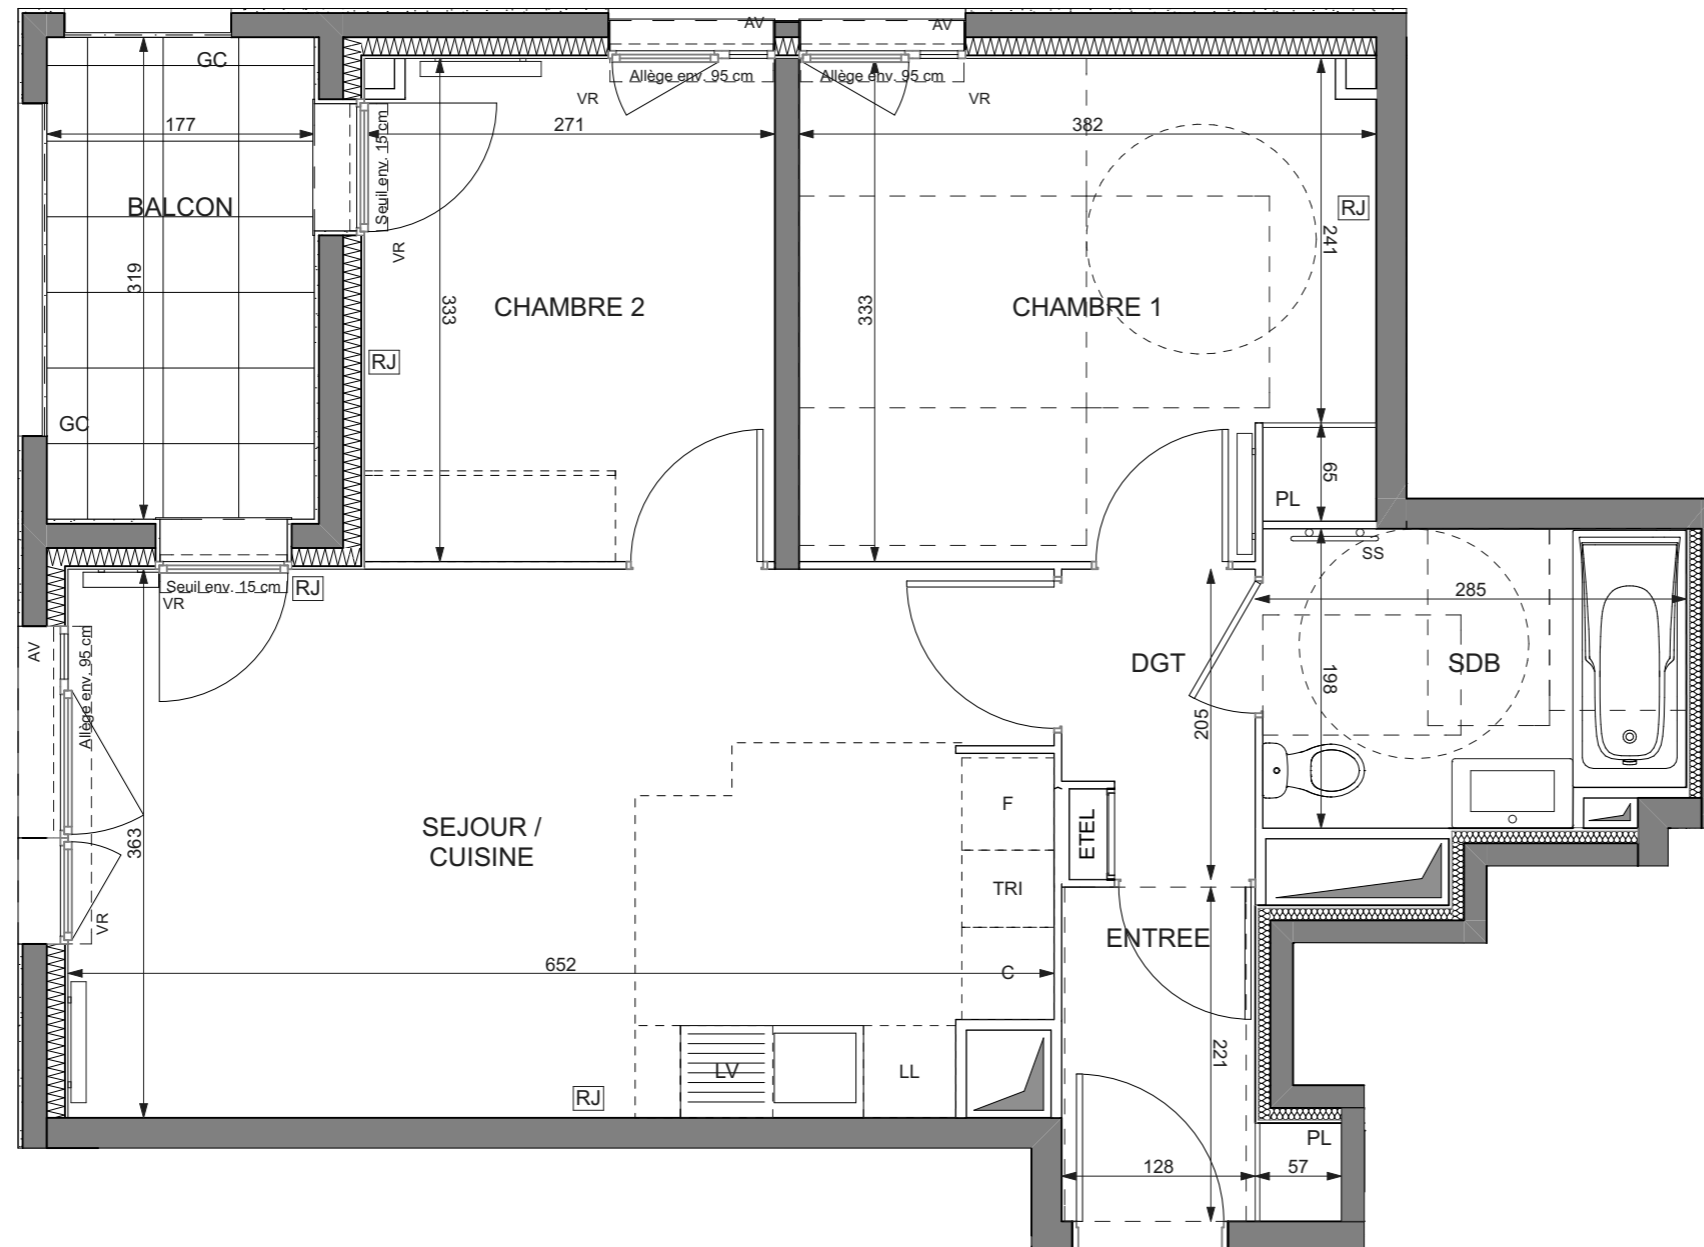 AV
AV
GC
Allège env. 95 cm
Allège env. 95 cm
VR
VR
177
271
382
Seuil env. 15 cm
BALCON
RJ
241
VR
319
333
CHAMBRE 2
333
CHAMBRE 1
RJ
GC
65
PL
SS
Seuil env. 15 cm
RJ
VR
285
AV
Allège env. 95 cm
DGT
SDB
198
205
F
SEJOUR /
CUISINE
363
ETEL
TRI
VR
ENTREE
652
C
221
LV
LL
RJ
PL
128
57